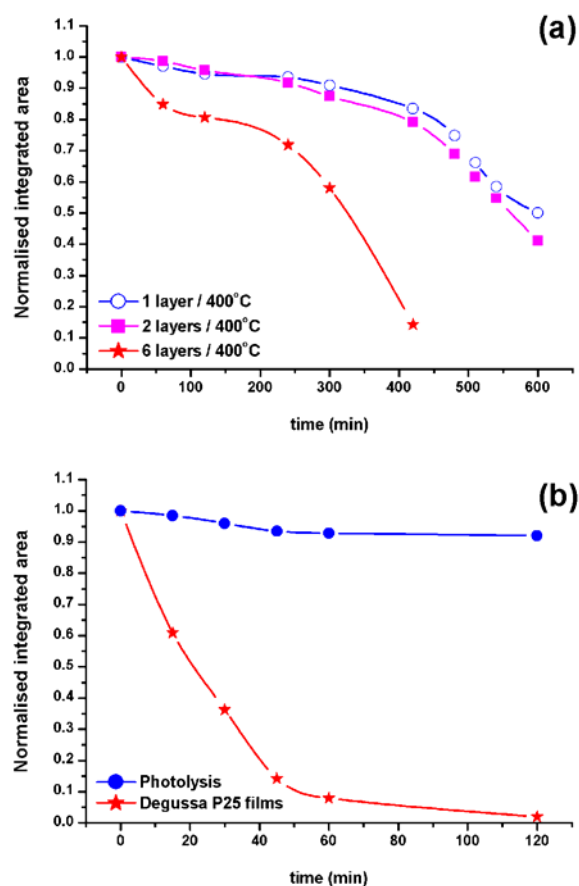 (a)
Normalised integrated area
1.1
1.0
0.9
0.8
0.7
0.6
0.5
0.4
0.3
0.2
0.1
0.0
1 layer / 400°C
2 layers / 400°C
6 layers / 400°C
0 100 200 300 400 500 600
time (min)
(b)
Normalised integrated area
1.1
1.0
0.9
0.8
0.7
0.6
0.5
0.4
0.3
0.2
0.1
0.0
Photolysis
Degussa P25 films
0 20 40 60 80 100 120
time (min)